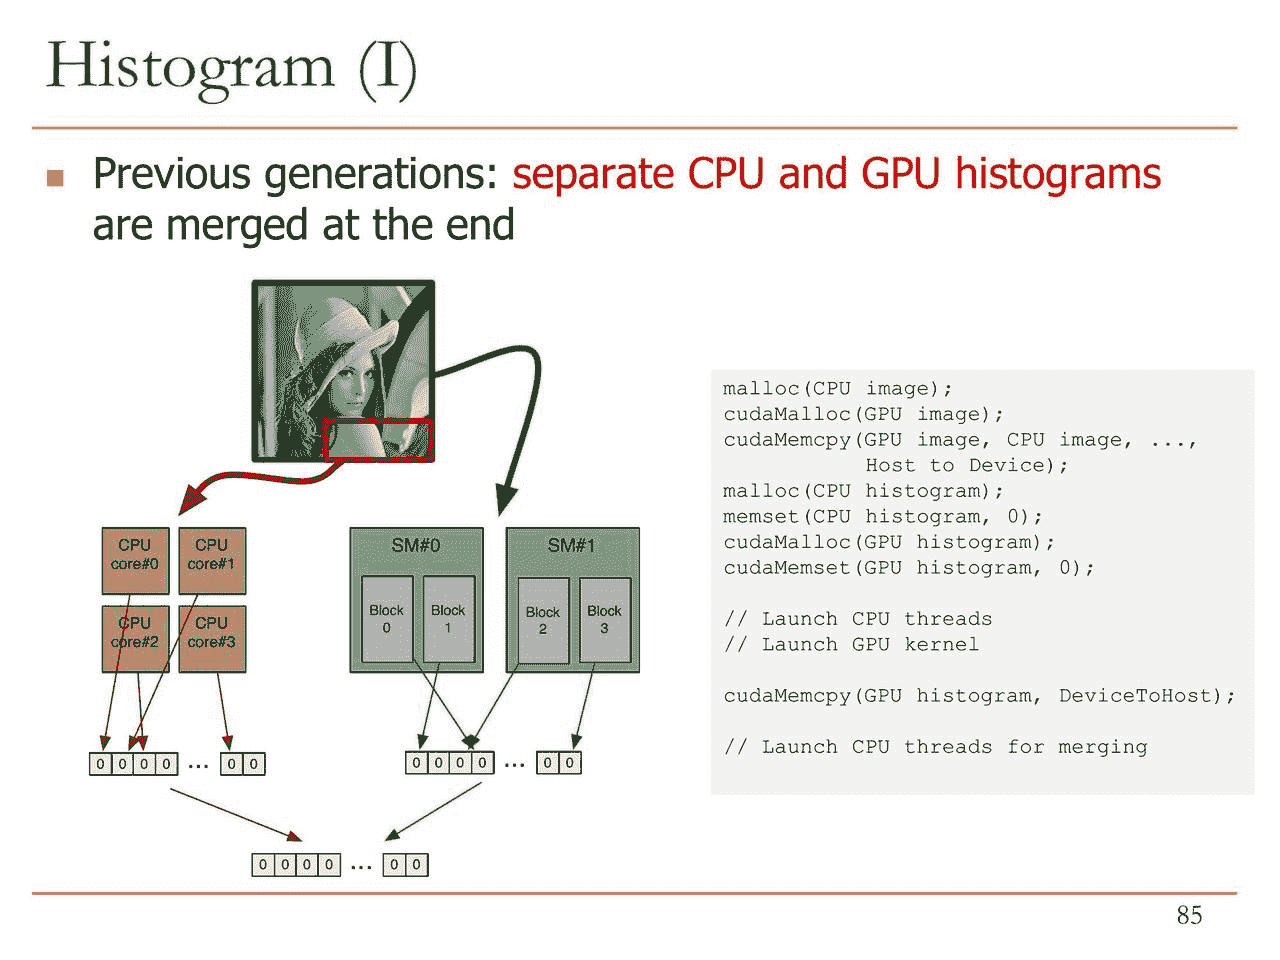 Histogram (I)
Previous generations: separate CPU and GPU histograms
are merged at the end
malloc(CPU image);
cudaMalloc(GPU image);
cudaMemcpy(GPU image, CPU image, ...,
Host to Device);
malloc(CPU histogram);
memset(CPU histogram, 0);
cudaMalloc(GPU histogram);
cudaMemset(GPU histogram, 0);
// Launch CPU threads
// Launch GPU kernel
cudaMemcpy(GPU histogram, DeviceToHost);
// Launch CPU threads for merging
CPU
core#0
CPU
core#1
CPU
core#2
CPU
core#3
SM#0
Block
0
Block
1
SM#1
Block
2
Block
3
0 0 0 0 ... 0 0
0 0 0 0 ... 0 0
0 0 0 0 ... 0 0
85